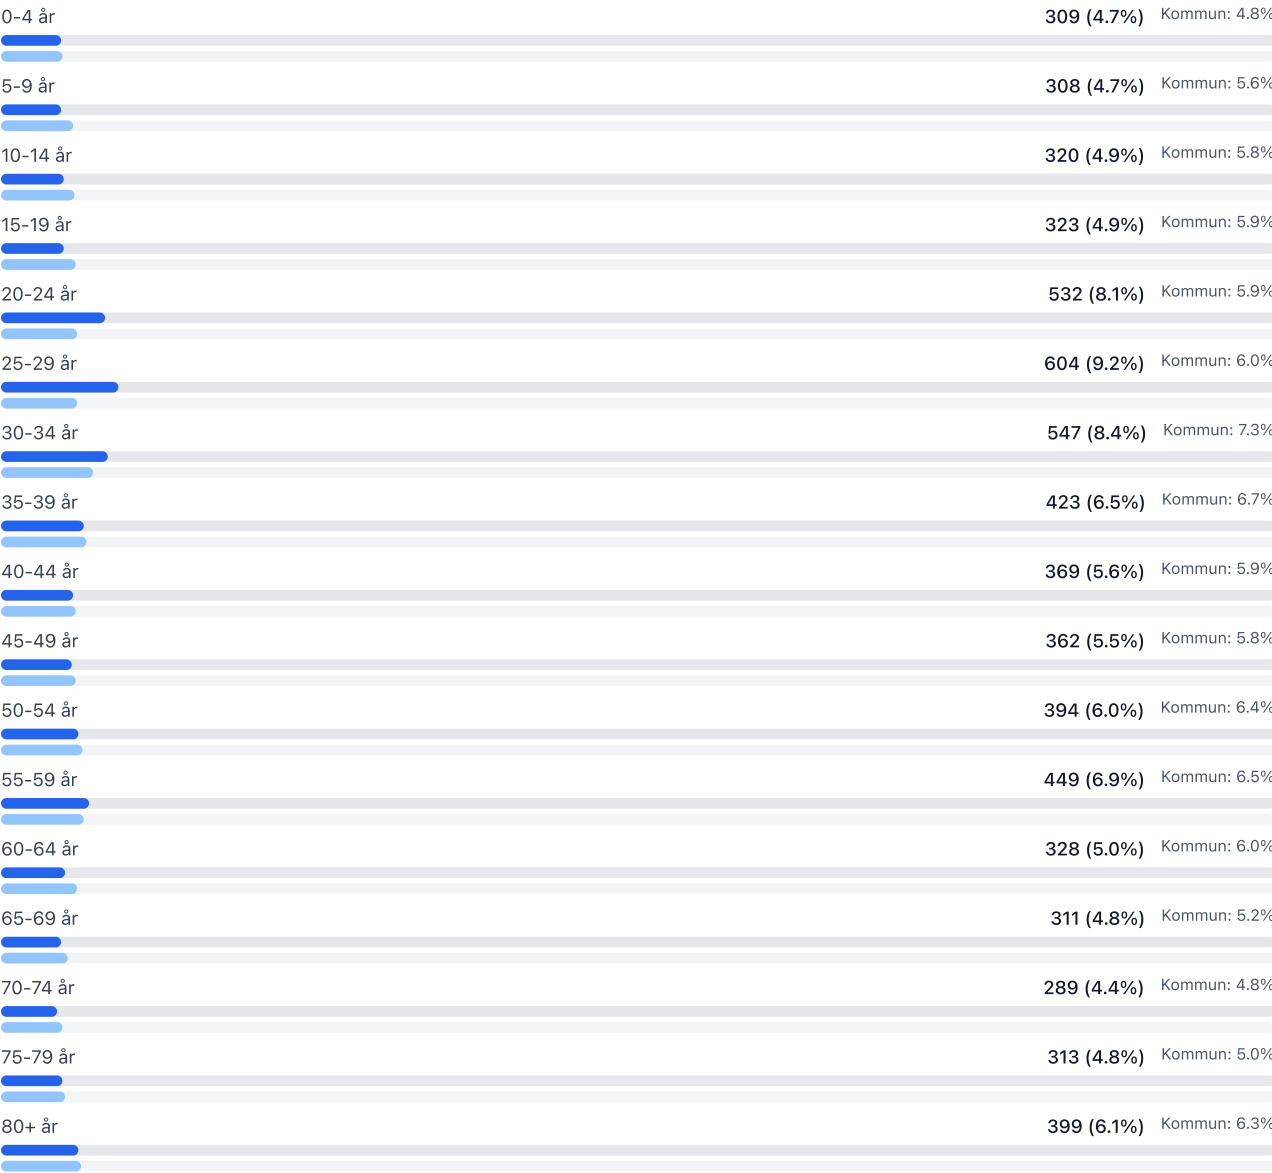 0-4 år 309 (4.7%) Kommun: 4.8%
5-9 år 308 (4.7%) Kommun: 5.6%
10-14 år 320 (4.9%) Kommun: 5.8%
15-19 år 323 (4.9%) Kommun: 5.9%
20-24 år 532 (8.1%) Kommun: 5.9%
25-29 år 604 (9.2%) Kommun: 6.0%
30-34 år 547 (8.4%) Kommun: 7.3%
35-39 år 423 (6.5%) Kommun: 6.7%
40-44 år 369 (5.6%) Kommun: 5.9%
45-49 år 362 (5.5%) Kommun: 5.8%
50-54 år 394 (6.0%) Kommun: 6.4%
55-59 år 449 (6.9%) Kommun: 6.5%
60-64 år 328 (5.0%) Kommun: 6.0%
65-69 år 311 (4.8%) Kommun: 5.2%
70-74 år 289 (4.4%) Kommun: 4.8%
75-79 år 313 (4.8%) Kommun: 5.0%
80+ år 399 (6.1%) Kommun: 6.3%